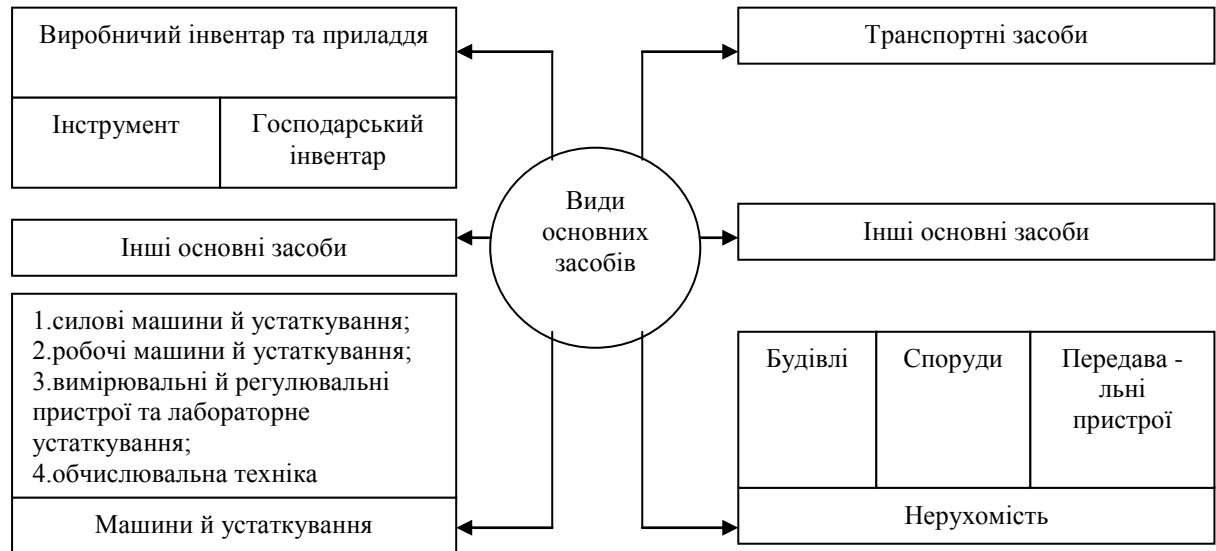 Виробничий інвентар та приладдя
Інструмент
Господарський
інвентар
Інші основні засоби
1.силові машини й устаткування;
2.робочі машини й устаткування;
3.вимірювальні й регулювальні
пристрої та лабораторне
устаткування;
4.обчислювальна техніка
Машини й устаткування
Види
основних
засобів
Транспортні засоби
Інші основні засоби
Будівлі
Споруди
Передава -
льні
пристрої
Нерухомість